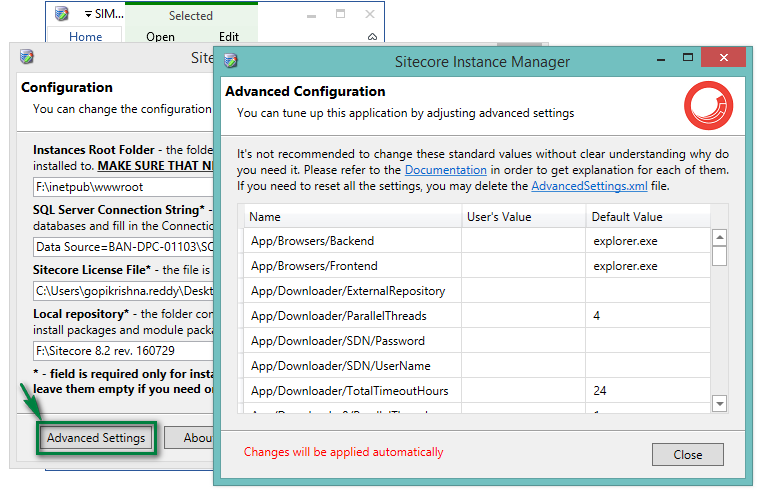 SIM...
Selected
Home
Open
Edit
Configuration
You can change the configuration
Instances Root Folder - the folde
installed to. MAKE SURE THAT NE
F:\inetpub\wwwroot
SQL Server Connection String* -
databases and fill in the Connectio
Data Source=BAN-DPC-01103\SC
Sitecore License File* - the file is
C:\Users\gopikrishna.reddy\Deskt
Local repository* - the folder con
install packages and module packa
F:\Sitecore 8.2 rev. 160729
* - field is required only for insta
leave them empty if you need on
Advanced Settings
Abou
Sitecore Instance Manager
Advanced Configuration
You can tune up this application by adjusting advanced settings
It's not recommended to change these standard values without clear understanding why do
you need it. Please refer to the Documentation in order to get explanation for each of them.
If you need to reset all the settings, you may delete the AdvancedSettings.xml file.
Name User's Value Default Value
App/Browsers/Backend explorer.exe
App/Browsers/Frontend explorer.exe
App/Downloader/ExternalRepository
App/Downloader/ParallelThreads 4
App/Downloader/SDN/Password
App/Downloader/SDN/UserName
App/Downloader/TotalTimeoutHours 24
Changes will be applied automatically
Close